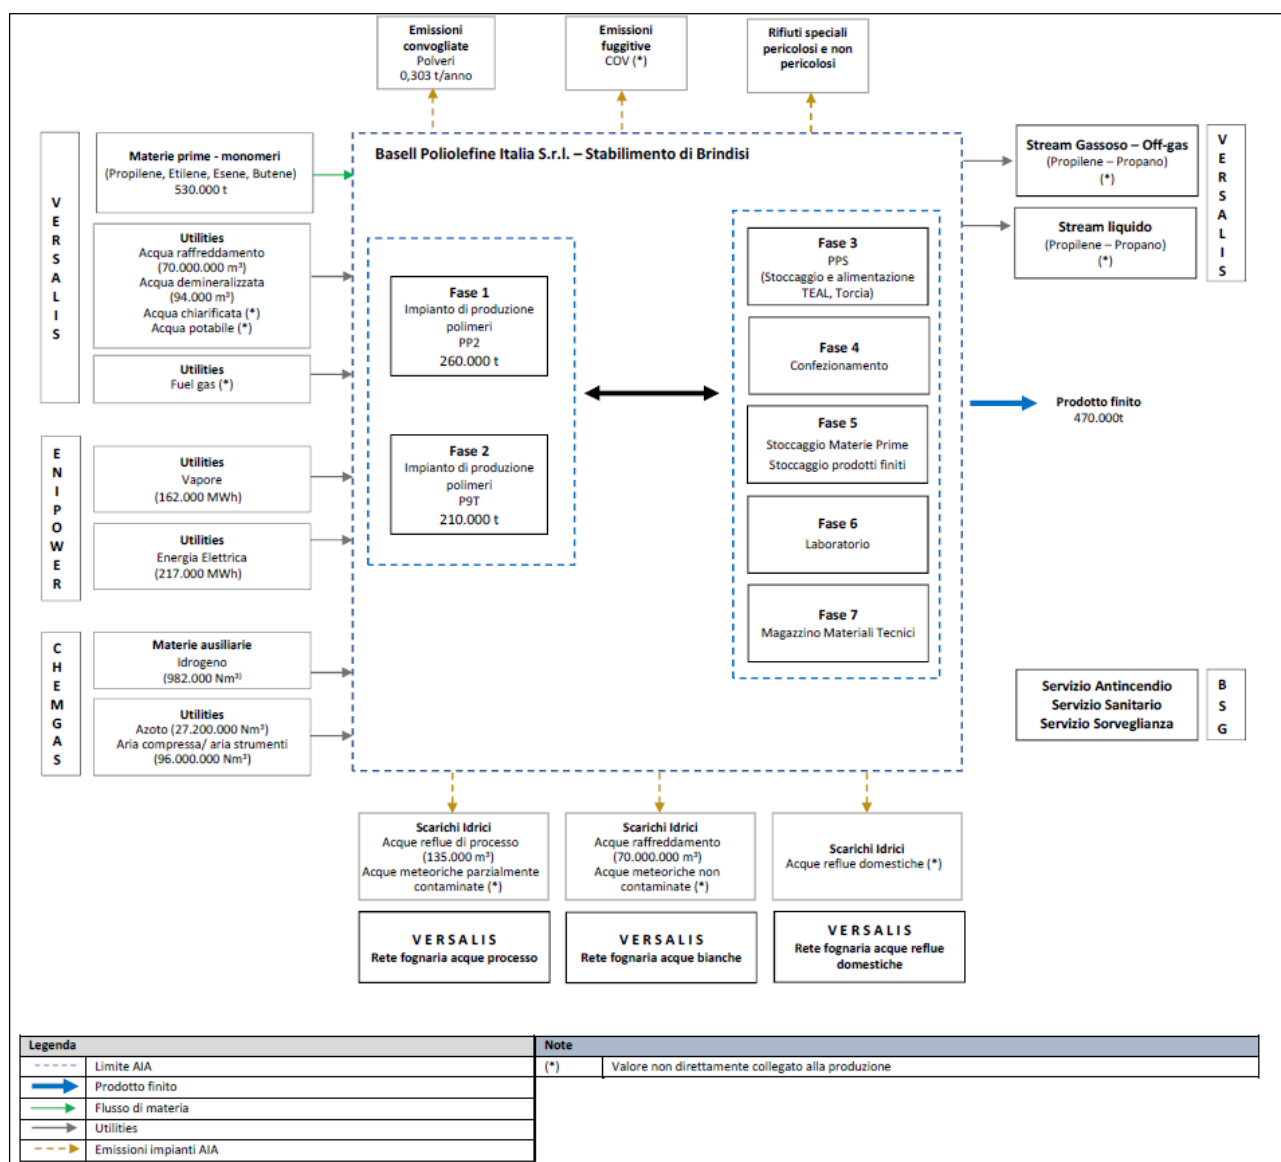 Emissioni
convogliate
Polveri
0,303 t/anno
Emissioni
fuggitive
COV (*)
Rifiuti speciali
pericolosi e non
pericolosi
VERSALIS
Materie prime - monomeri
(Propilene, Etilene, Esene, Butene)
530.000 t
Utilities
Acqua raffreddamento
(70.000.000 m³)
Acqua demineralizzata
(94.000 m³)
Acqua chiarificata (*)
Acqua potabile (*)
Utilities
Fuel gas (*)
ENIPOWER
Utilities
Vapore
(162.000 MWh)
Utilities
Energia Elettrica
(217.000 MWh)
CHEMGAS
Materie ausiliarie
Idrogeno
(982.000 Nm³⁾
Utilities
Azoto (27.200.000 Nm³)
Aria compressa/ aria strumenti
(96.000.000 Nm³)
Basell Poliolefine Italia S.r.l. – Stabilimento di Brindisi
Fase 1
Impianto di produzione
polimeri
PP2
260.000 t
Fase 2
Impianto di produzione
polimeri
P9T
210.000 t
Fase 3
PPS
(Stoccaggio e alimentazione
TEAL, Torcia)
Fase 4
Confezionamento
Fase 5
Stoccaggio Materie Prime
Stoccaggio prodotti finiti
Fase 6
Laboratorio
Fase 7
Magazzino Materiali Tecnici
Stream Gassoso – Off-gas
(Propilene – Propano)
(*)
Stream liquido
(Propilene – Propano)
(*)
VERSALIS
Prodotto finito
470.000t
Servizio Antincendio
Servizio Sanitario
Servizio Sorveglianza
BSG
Scarichi Idrici
Acque reflue di processo
(135.000 m³)
Acque meteoriche parzialmente
contaminate (*)
Scarichi Idrici
Acque raffreddamento
(70.000.000 m³)
Acque meteoriche non
contaminate (*)
Scarichi Idrici
Acque reflue domestiche (*)
VERSALIS
Rete fognaria acque processo
VERSALIS
Rete fognaria acque bianche
VERSALIS
Rete fognaria acque reflue
domestiche
Legenda
Limite AIA
Prodotto finito
Flusso di materia
Utilities
Emissioni impianti AIA
Note
(*) Valore non direttamente collegato alla produzione